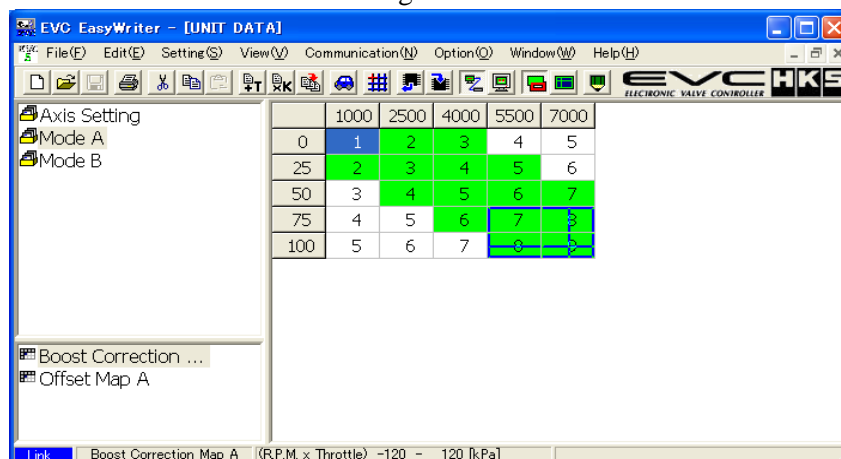 EVC EasyWriter - [UNIT DATA]
File(F) Edit(E) Setting(S) View(V) Communication(N) Option(O) Window(W) Help(H)
EVC HKS
ELECTRONIC VALVE CONTROLLER
Axis Setting
Mode A
Mode B
1000 2500 4000 5500 7000
0 1 2 3 4 5
25 2 3 4 5 6
50 3 4 5 6 7
75 4 5 6 7 8
100 5 6 7 8 9
Boost Correction ...
Offset Map A
Link Boost Correction Map A (R.P.M. x Throttle) -120 - 120 [kPa]